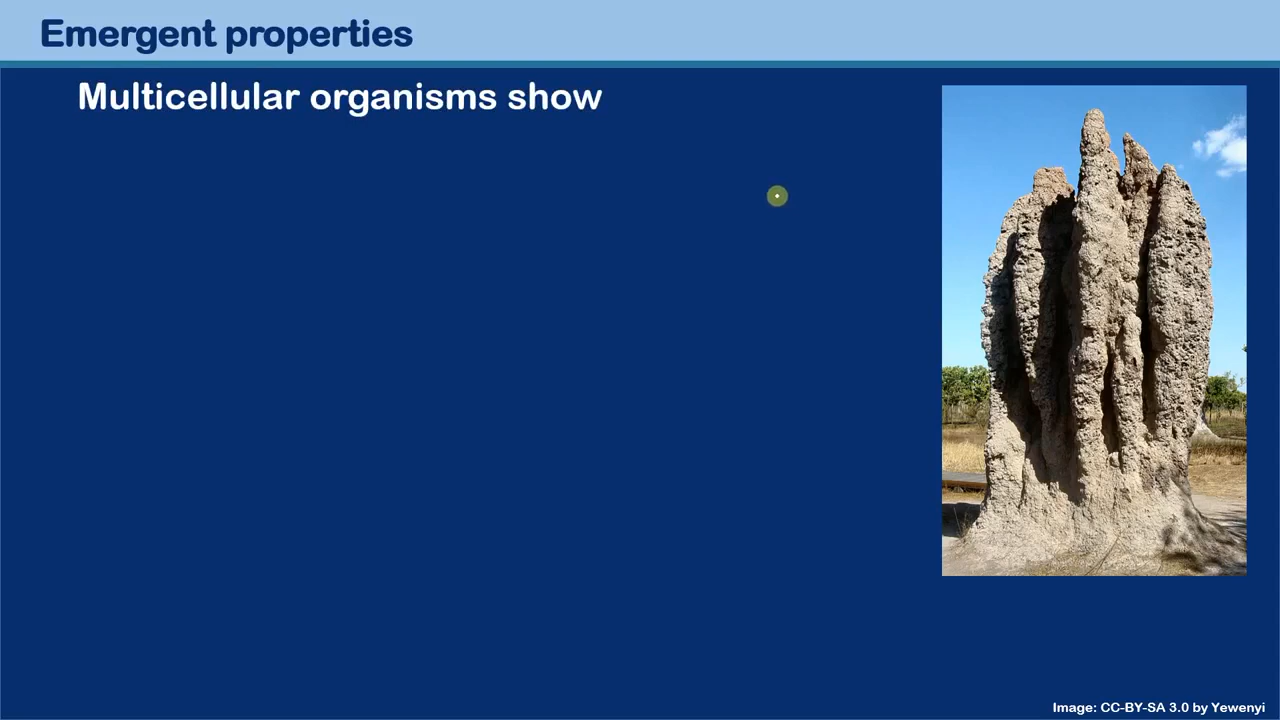 Emergent properties
Multicellular organisms show
Image: CC-BY-SA 3.0 by Yewenyi